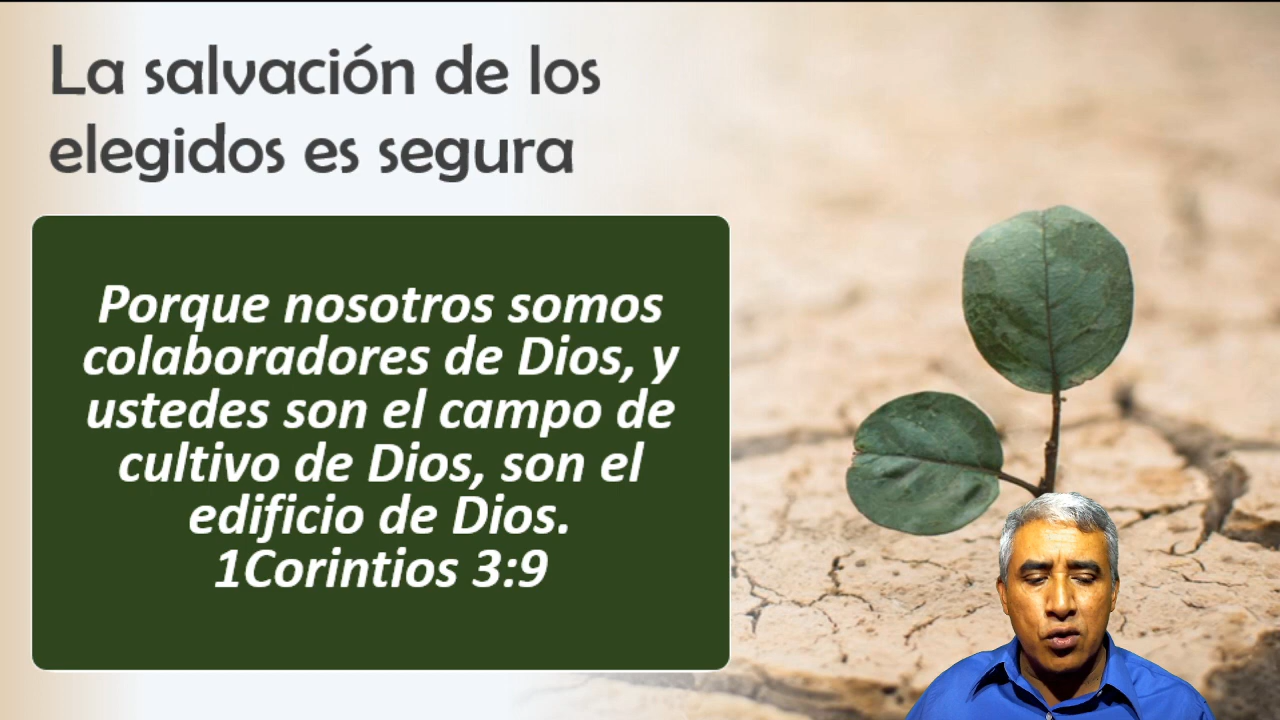 La salvación de los
elegidos es segura
Porque nosotros somos
colaboradores de Dios, y
ustedes son el campo de
cultivo de Dios, son el
edificio de Dios.
1Corintios 3:9